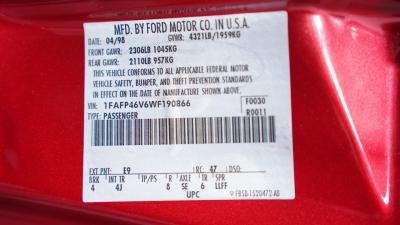 MFD. BY FORD MOTOR CO. IN U.S.A.
DATE: 04/98 GVWR: 4321LB/1959KG
FRONT GAWR: 2306LB 1045KG
REAR GAWR: 2110LB 957KG
THIS VEHICLE CONFORMS TO ALL APPLICABLE FEDERAL MOTOR
VEHICLE SAFETY, BUMPER, AND THEFT PREVENTION STANDARDS
IN EFFECT ON THE DATE OF MANUFACTURE SHOWN ABOVE.
VIN: 1FAFP46V6WF190866 F0030
TYPE: PASSENGER R0011
EXT PNT: E9 RC: 47 DSO:
BRK INT TR TP/PS R AXLE TR SPR
4 4J 8 SE 6 LLFF
UPC F8SB 1520472 AB